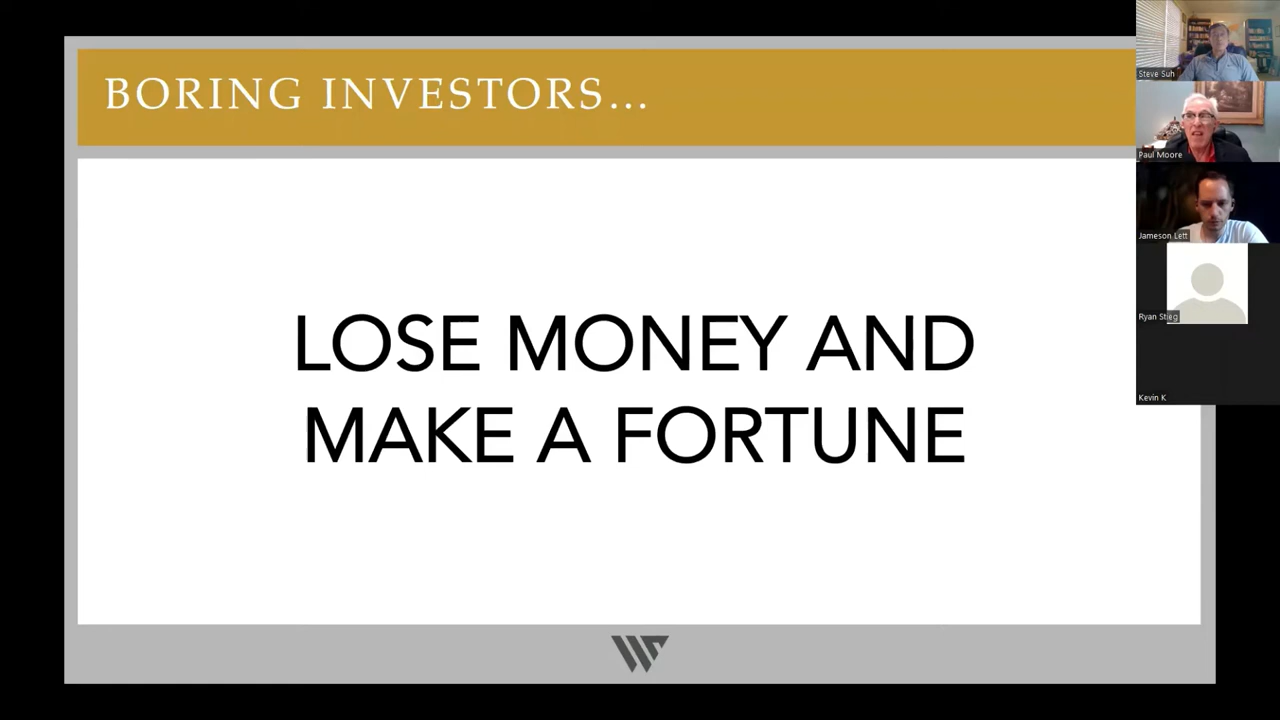 BORING INVESTORS...
LOSE MONEY AND
MAKE A FORTUNE
Steve Suh
Paul Moore
Jameson Lett
Ryan Stieg
Kevin K